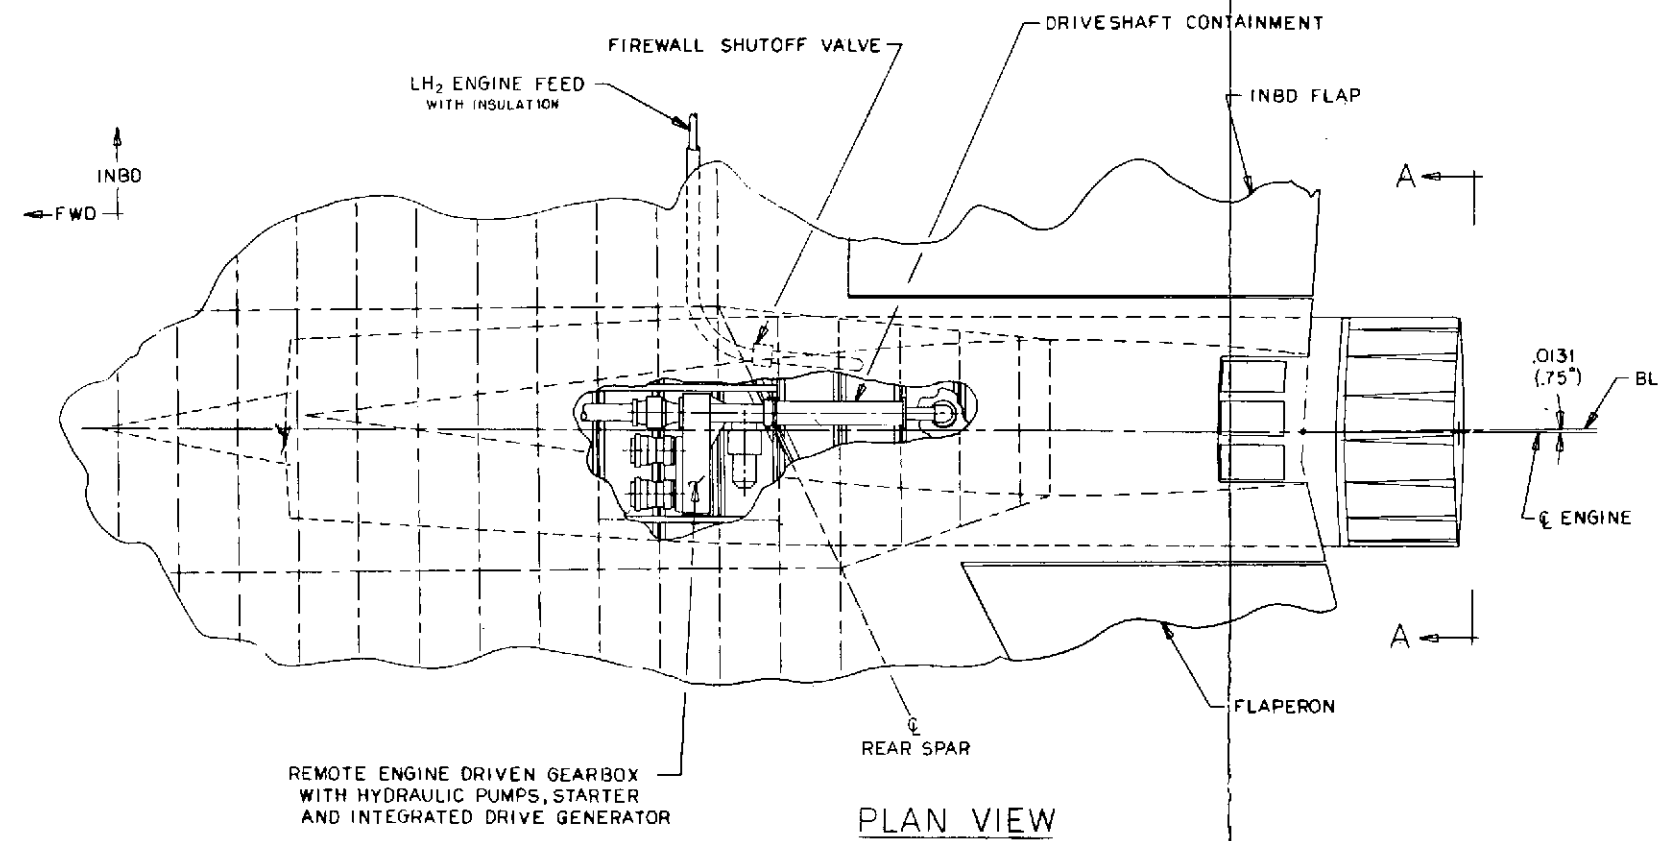 DRIVESHAFT CONTAINMENT
FIREWALL SHUTOFF VALVE
LH₂ ENGINE FEED
WITH INSULATION
INBD FLAP
INBD
FWD
A
.0131
(.75°)
BL
℄ ENGINE
A
FLAPERON
℄
REAR SPAR
REMOTE ENGINE DRIVEN GEARBOX
WITH HYDRAULIC PUMPS, STARTER
AND INTEGRATED DRIVE GENERATOR
PLAN VIEW